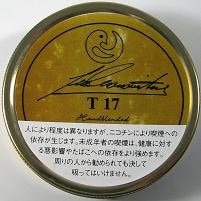 T 17
Handblended
人により程度は異なりますが、ニコチンにより喫煙への
依存が生じます。未成年者の喫煙は、健康に対す
る悪影響やたばこへの依存をより強めます。
周りの人から勧められても決して
吸ってはいけません。